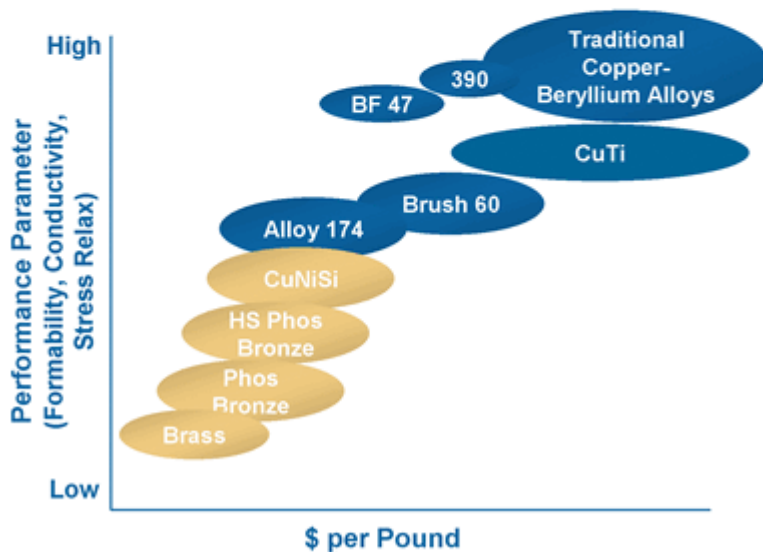 High
Traditional
Copper-
Beryllium Alloys
390
BF 47
CuTi
Brush 60
Alloy 174
CuNiSi
HS Phos
Bronze
Phos
Bronze
Brass
Low
Performance Parameter
(Formability, Conductivity,
Stress Relax)
$ per Pound